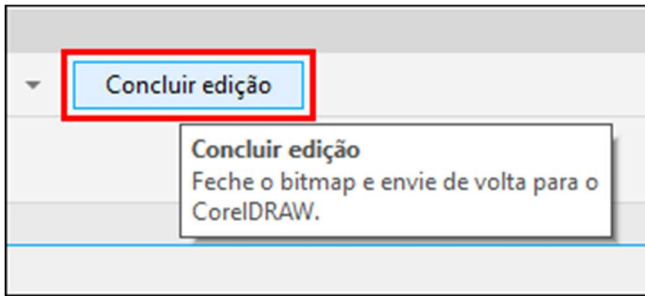 Concluir edição
Concluir edição
Feche o bitmap e envie de volta para o
CorelDRAW.